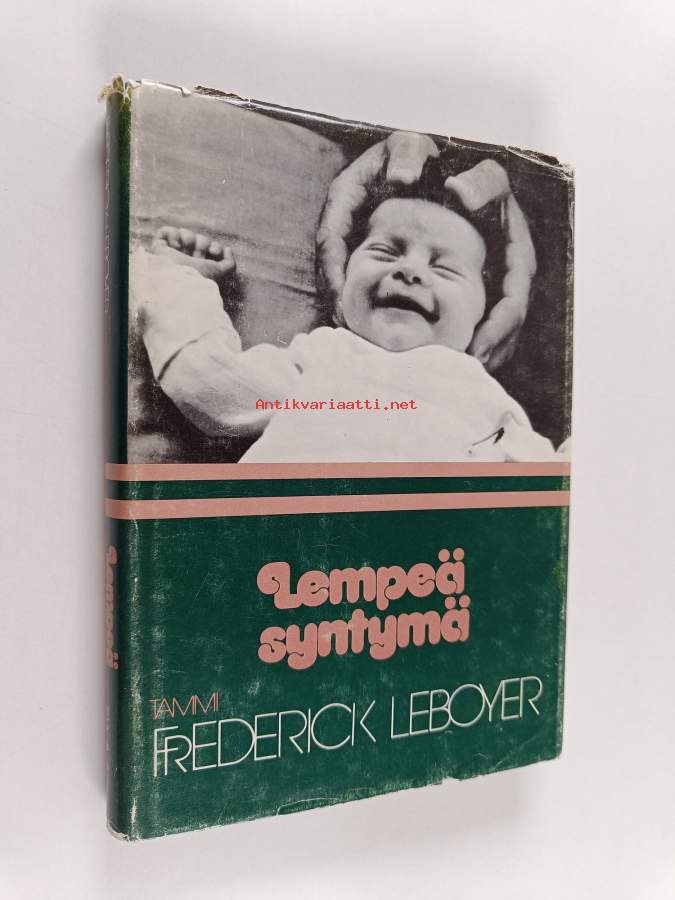 Antikvariaatti.net
Lempeä
syntymä
TAMMI
FREDERICK LEBOYER
Lempeä